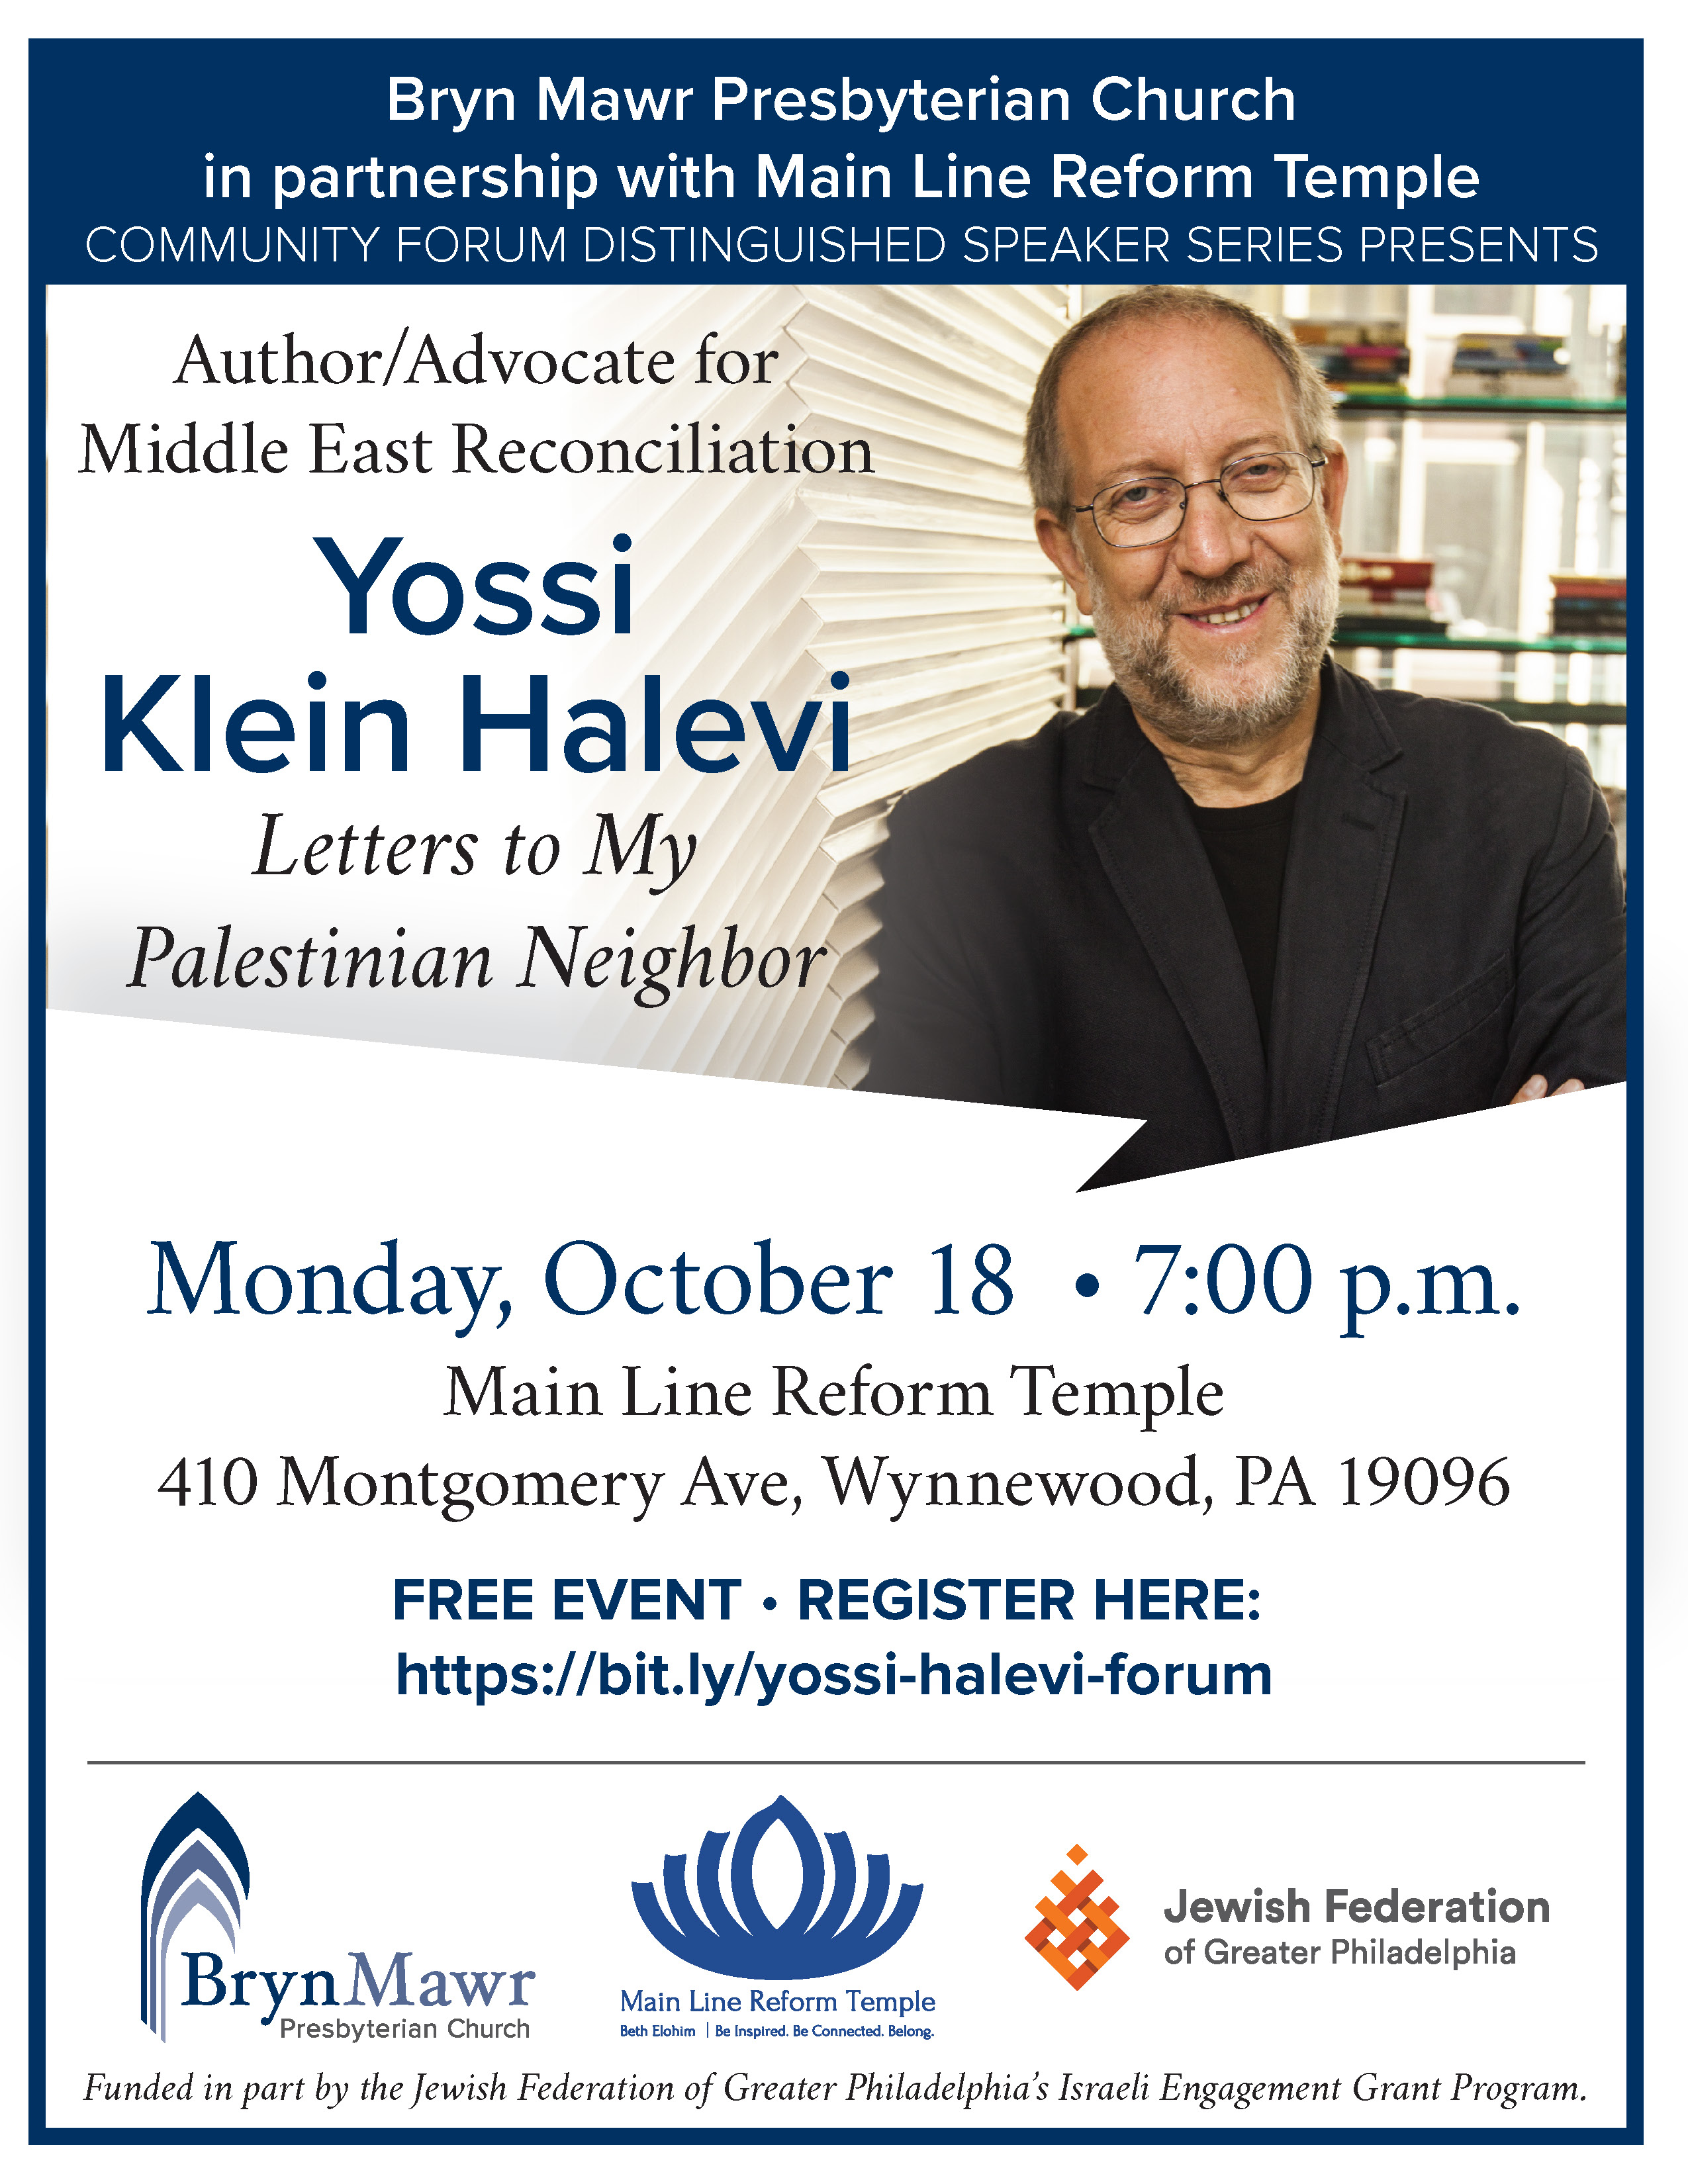 Bryn Mawr Presbyterian Church
in partnership with Main Line Reform Temple
COMMUNITY FORUM DISTINGUISHED SPEAKER SERIES PRESENTS
Author/Advocate for
Middle East Reconciliation
Yossi
Klein Halevi
Letters to My
Palestinian Neighbor
Monday, October 18 • 7:00 p.m.
Main Line Reform Temple
410 Montgomery Ave, Wynnewood, PA 19096
FREE EVENT • REGISTER HERE:
https://bit.ly/yossi-halevi-forum
BrynMawr
Presbyterian Church
Main Line Reform Temple
Beth Elohim | Be Inspired. Be Connected. Belong.
Jewish Federation
of Greater Philadelphia
Funded in part by the Jewish Federation of Greater Philadelphia’s Israeli Engagement Grant Program.